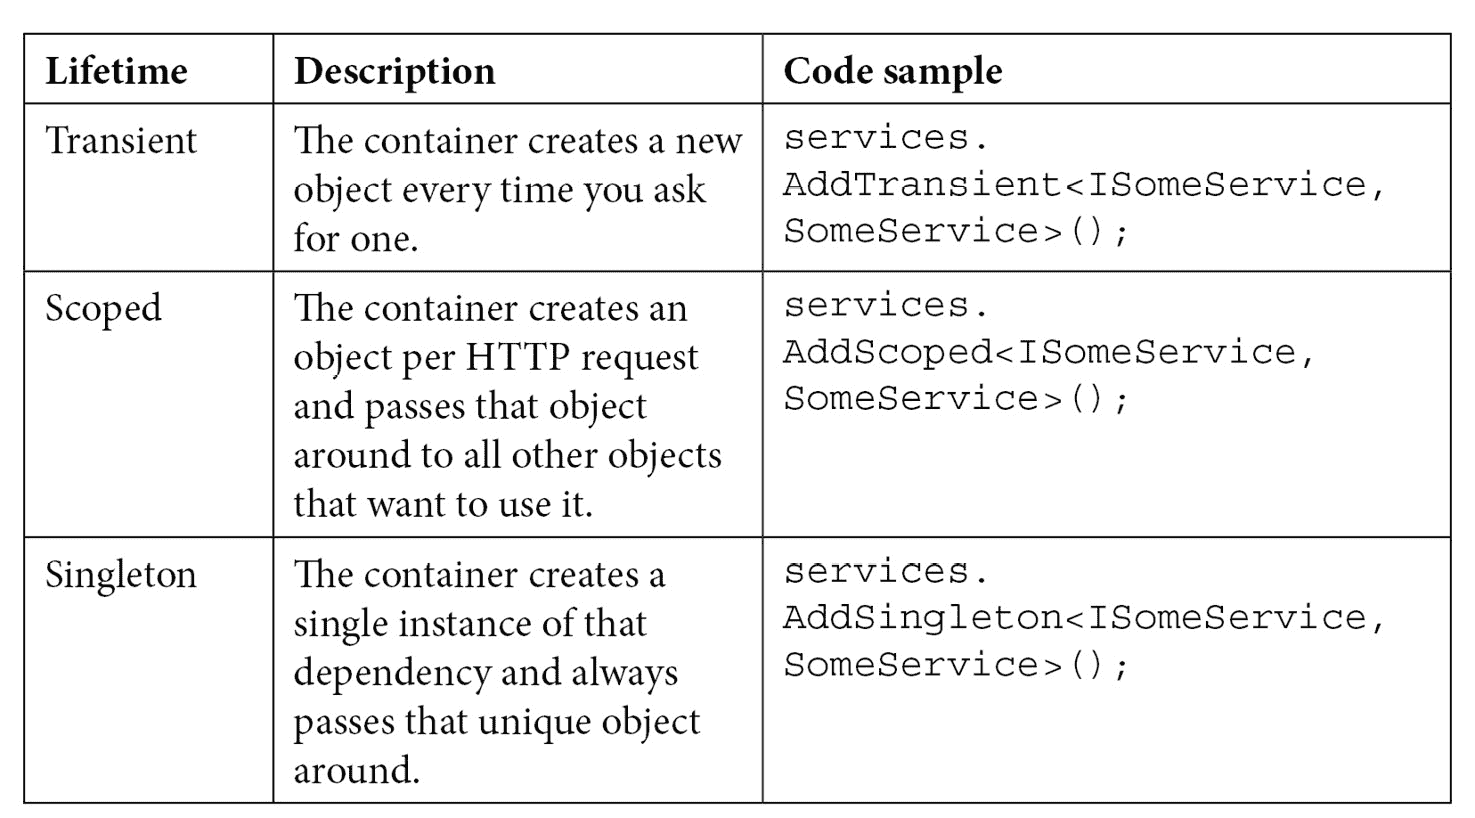 Lifetime
Description
Code sample
Transient
The container creates a new
object every time you ask
for one.
services.
AddTransient<ISomeService,
SomeService>();
Scoped
The container creates an
object per HTTP request
and passes that object
around to all other objects
that want to use it.
services.
AddScoped<ISomeService,
SomeService>();
Singleton
The container creates a
single instance of that
dependency and always
passes that unique object
around.
services.
AddSingleton<ISomeService,
SomeService>();